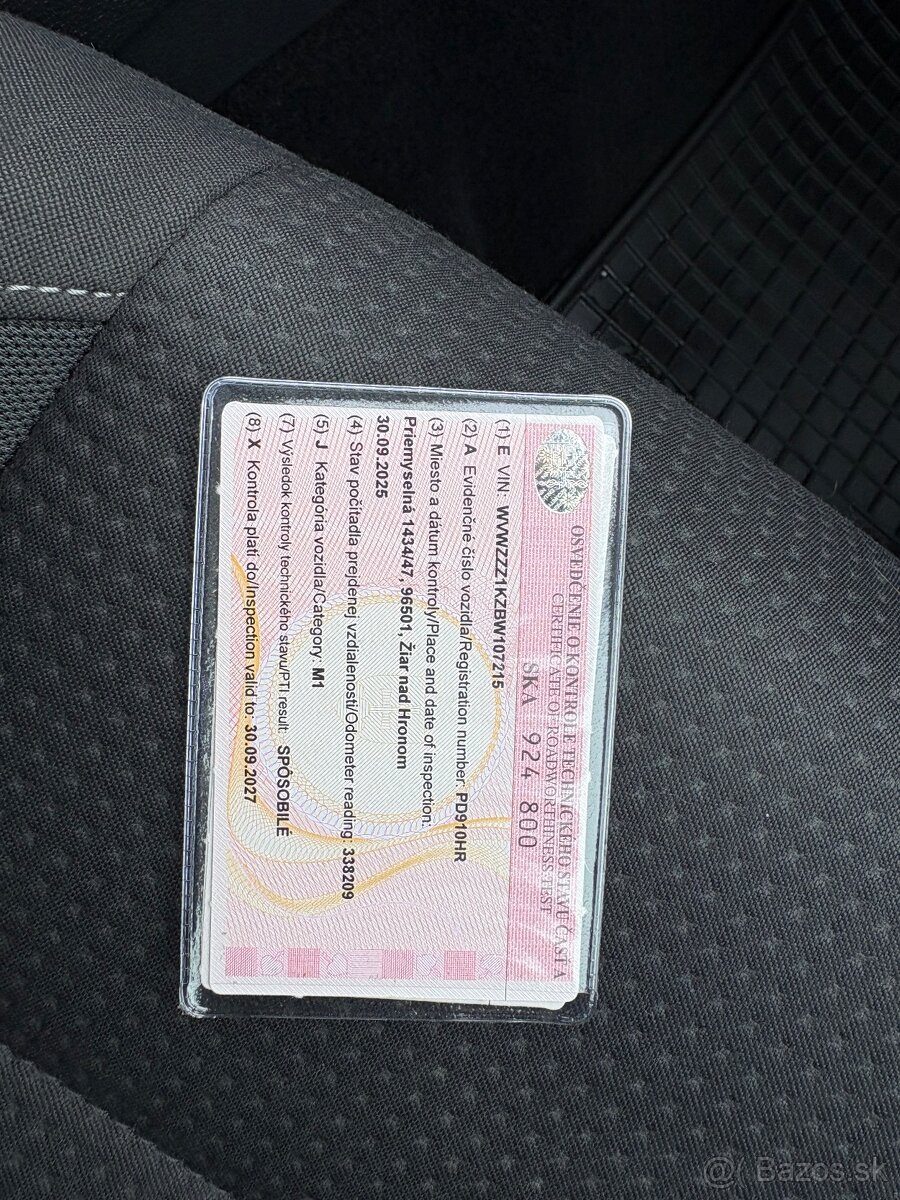 OSVEDČENIE O KONTROLE TECHNICKÉHO STAVU ČASŤ A
CERTIFICATE OF ROADWORTHINESS TEST
SKA 924 800
(1) E VIN: WVWZZZ1KZBW107215
(2) A Evidenčné číslo vozidla/Registration number: PD910HR
(3) Miesto a dátum kontroly/Place and date of inspection:
Priemyselná 1434/47, 96501, Žiar nad Hronom
30.09.2025
(4) Stav počítadla prejdenej vzdialenosti/Odometer reading: 338209
(5) J Kategória vozidla/Category: M1
(7) Výsledok kontroly technického stavu/PTI result: SPÔSOBILÉ
(8) X Kontrola platí do/Inspection valid to: 30.09.2027
@ Bazos.sk